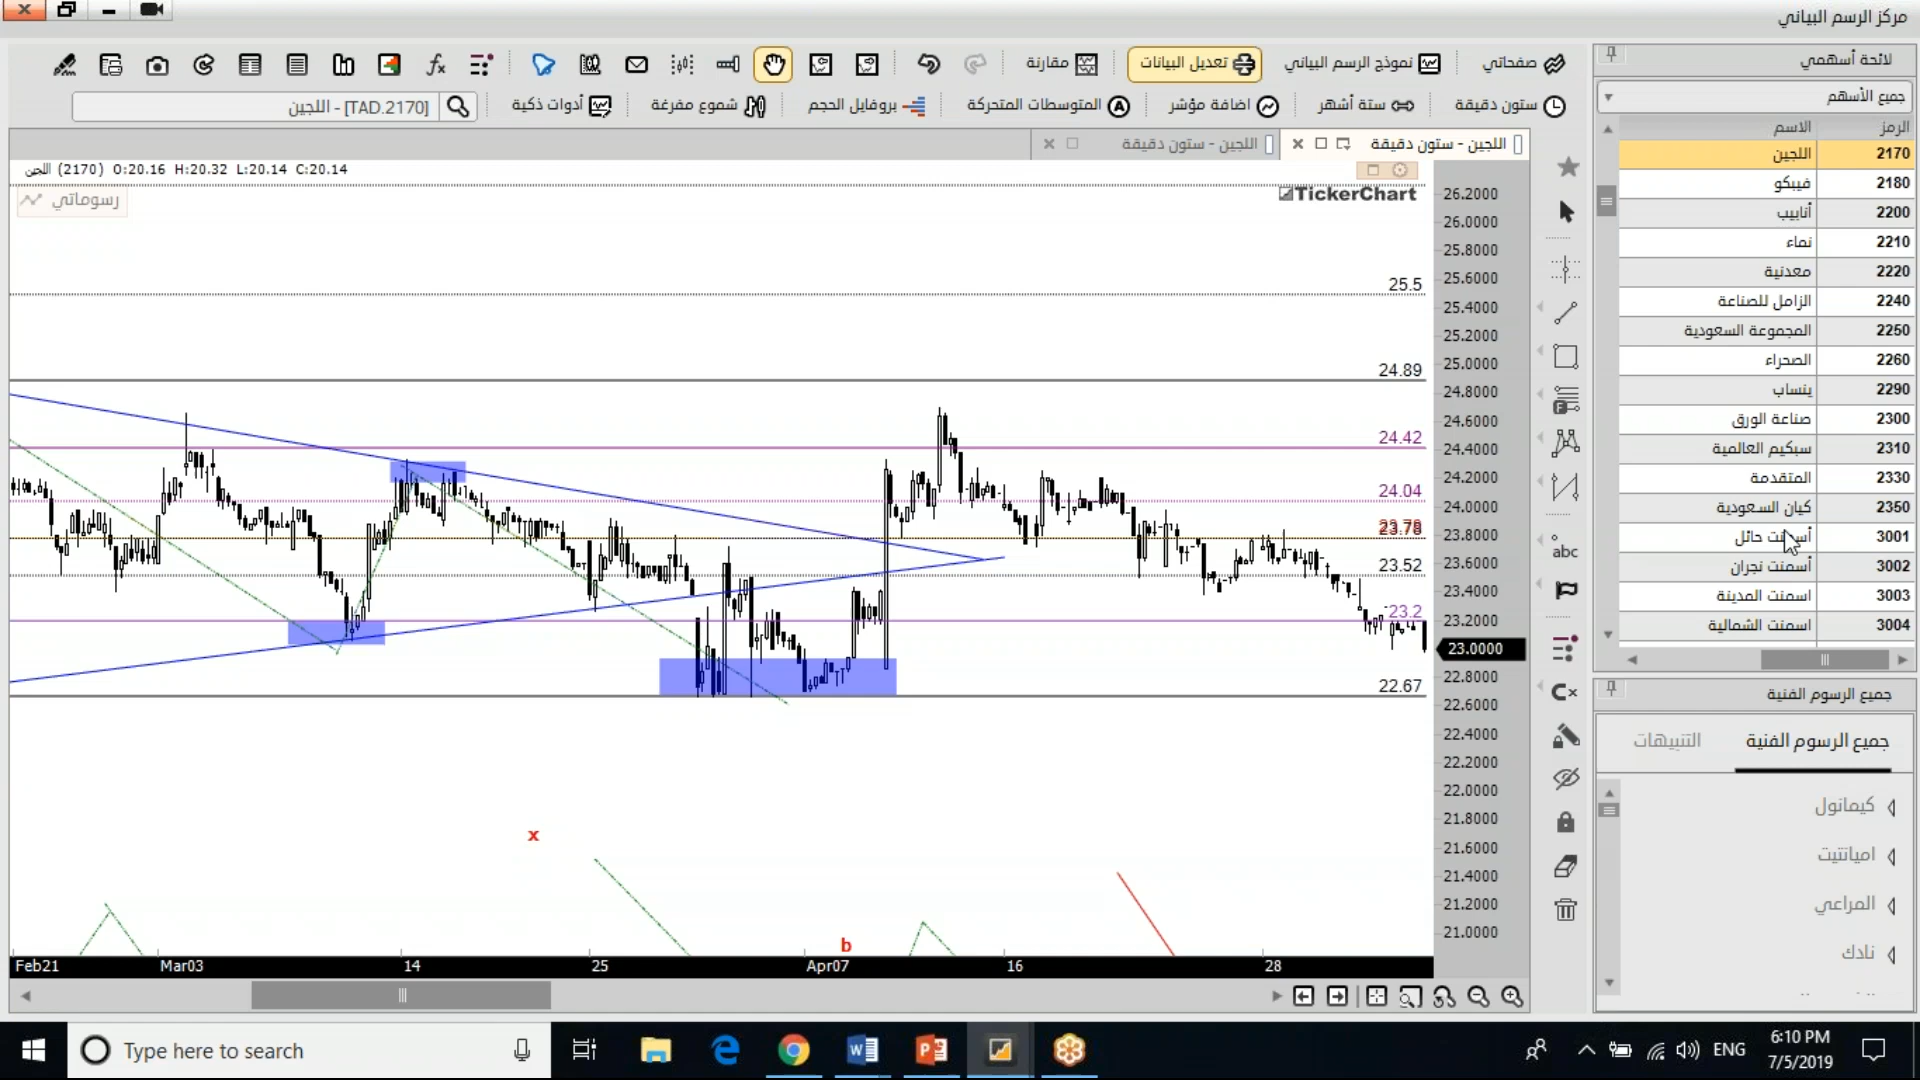 مركز الرسم البياني
صفحاتي
نموذج الرسم البياني
تعديل البيانات
مقارنة
ستون دقيقة
ستة أشهر
اضافة مؤشر
المتوسطات المتحركة
بروفايل الحجم
شموع مفرغة
أدوات ذكية
[TAD.2170] - اللجين
اللجين - ستون دقيقة
اللجين - ستون دقيقة
اللجين (2170) O:20.16 H:20.32 L:20.14 C:20.14
رسوماتي
TickerChart
25.5
24.89
24.42
24.04
23.78
23.52
23.2
22.67
x
b
26.2000
26.0000
25.8000
25.6000
25.4000
25.2000
25.0000
24.8000
24.6000
24.4000
24.2000
24.0000
23.8000
23.6000
23.4000
23.2000
23.0000
22.8000
22.6000
22.4000
22.2000
22.0000
21.8000
21.6000
21.4000
21.2000
21.0000
Feb21 Mar03 14 25 Apr07 16 28
abc
لائحة أسهمي
جميع الأسهم
الرمز الاسم
2170 اللجين
2180 فيبكو
2200 أنابيب
2210 نماء
2220 معدنية
2240 الزامل للصناعة
2250 المجموعة السعودية
2260 الصحراء
2290 ينساب
2300 صناعة الورق
2310 سبكيم العالمية
2330 المتقدمة
2350 كيان السعودية
3001 أسمنت حائل
3002 أسمنت نجران
3003 اسمنت المدينة
3004 اسمنت الشمالية
جميع الرسوم الفنية
جميع الرسوم الفنية
التنبيهات
كيمانول
اميانتيت
المراعي
نادك
Type here to search
ENG
6:10 PM
7/5/2019